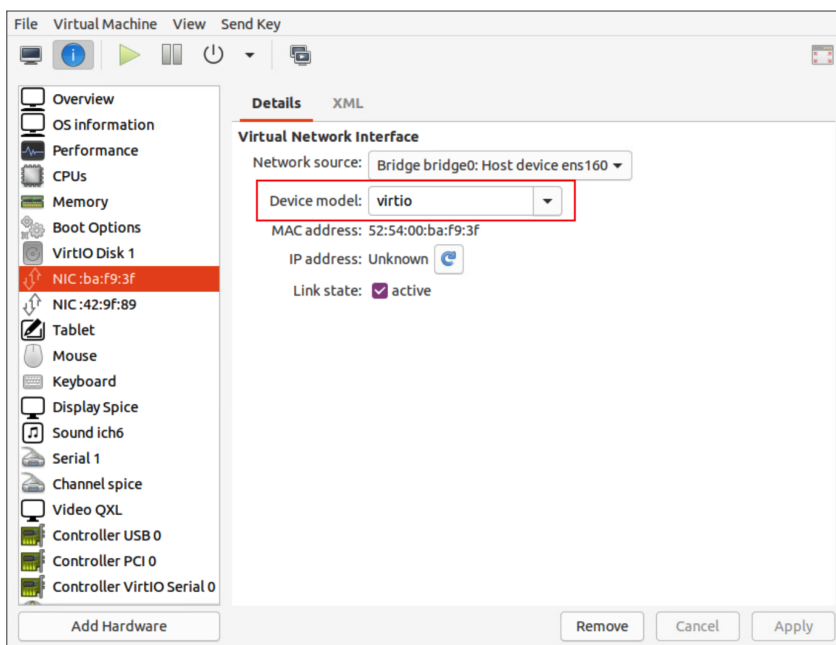 File Virtual Machine View Send Key
Overview
OS information
Performance
CPUs
Memory
Boot Options
VirtIO Disk 1
NIC :ba:f9:3f
NIC :42:9f:89
Tablet
Mouse
Keyboard
Display Spice
Sound ich6
Serial 1
Channel spice
Video QXL
Controller USB 0
Controller PCI 0
Controller VirtIO Serial 0
Add Hardware
Details XML
Virtual Network Interface
Network source: Bridge bridge0: Host device ens160
Device model: virtio
MAC address: 52:54:00:ba:f9:3f
IP address: Unknown
Link state: active
Remove Cancel Apply